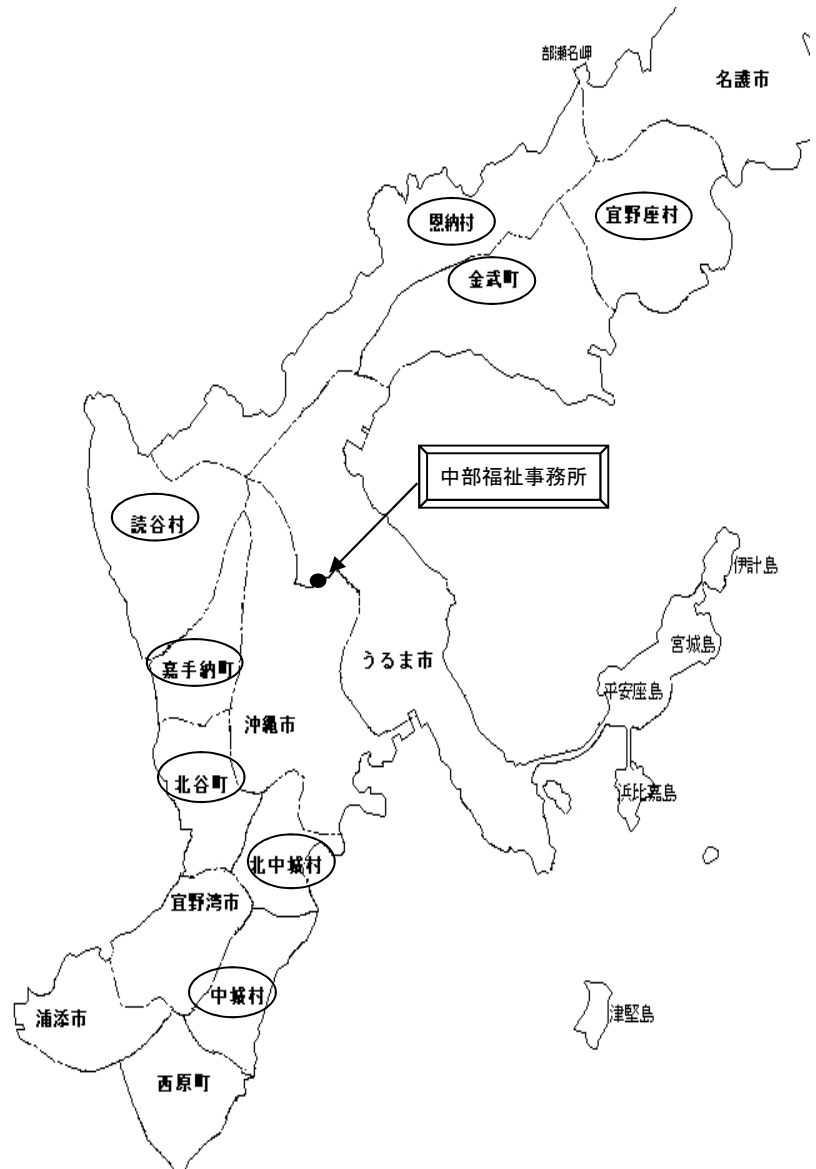 部瀬名岬
名護市
恩納村
宜野座村
金武町
中部福祉事務所
読谷村
伊計島
宮城島
うるま市
嘉手納町
平安座島
沖縄市
北谷町
浜比嘉島
北中城村
宜野湾市
中城村
浦添市
津堅島
西原町